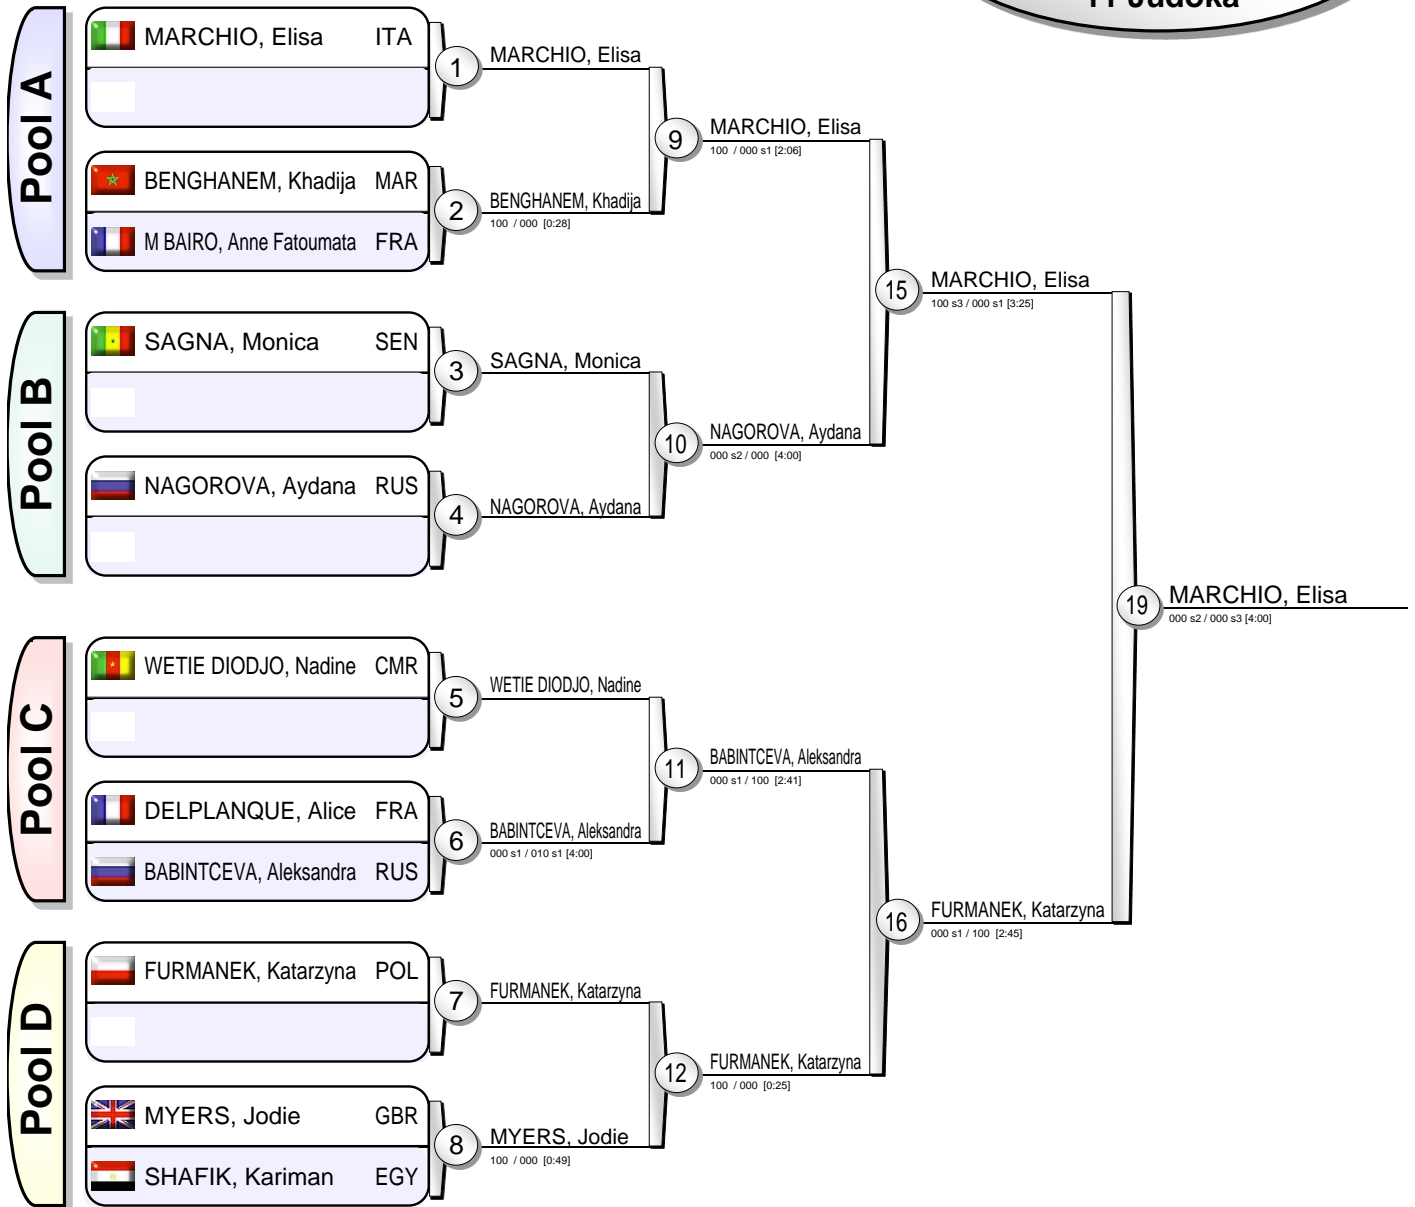 11 Judoka
Pool A
MARCHIO, Elisa ITA
BENGHANEM, Khadija MAR
M BAIRO, Anne Fatoumata FRA
1
MARCHIO, Elisa
2
BENGHANEM, Khadija
100 / 000 [0:28]
9
MARCHIO, Elisa
100 / 000 s1 [2:06]
Pool B
SAGNA, Monica SEN
NAGOROVA, Aydana RUS
3
SAGNA, Monica
4
NAGOROVA, Aydana
10
NAGOROVA, Aydana
000 s2 / 000 [4:00]
15
MARCHIO, Elisa
100 s3 / 000 s1 [3:25]
Pool C
WETIE DIODJO, Nadine CMR
DELPLANQUE, Alice FRA
BABINTCEVA, Aleksandra RUS
5
WETIE DIODJO, Nadine
6
BABINTCEVA, Aleksandra
000 s1 / 010 s1 [4:00]
11
BABINTCEVA, Aleksandra
000 s1 / 100 [2:41]
Pool D
FURMANEK, Katarzyna POL
MYERS, Jodie GBR
SHAFIK, Kariman EGY
7
FURMANEK, Katarzyna
8
MYERS, Jodie
100 / 000 [0:49]
12
FURMANEK, Katarzyna
100 / 000 [0:25]
16
FURMANEK, Katarzyna
000 s1 / 100 [2:45]
19
MARCHIO, Elisa
000 s2 / 000 s3 [4:00]